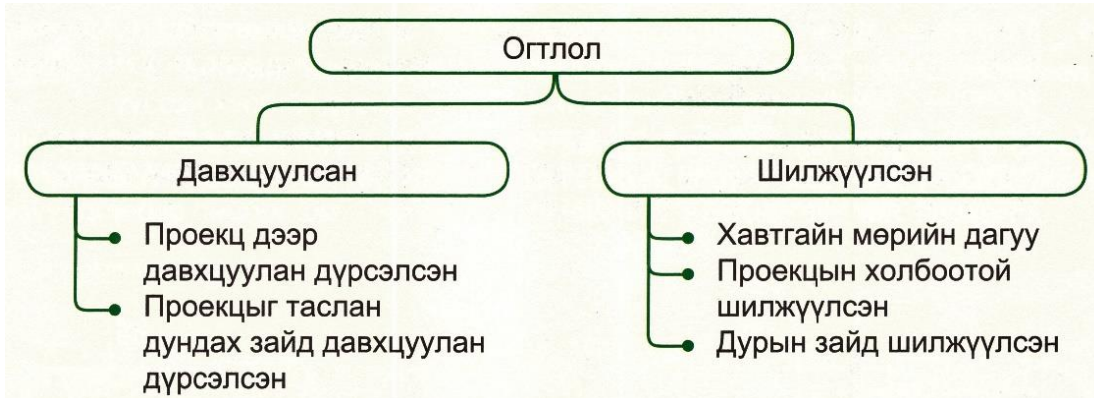 Огтлол
Давхцуулсан
Проекц дээр
давхцуулан дүрсэлсэн
Проекцыг таслан
дундах зайд давхцуулан
дүрсэлсэн
Шилжүүлсэн
Хавтгайн мөрийн дагуу
Проекцын холбоотой
шилжүүлсэн
Дурын зайд шилжүүлсэн